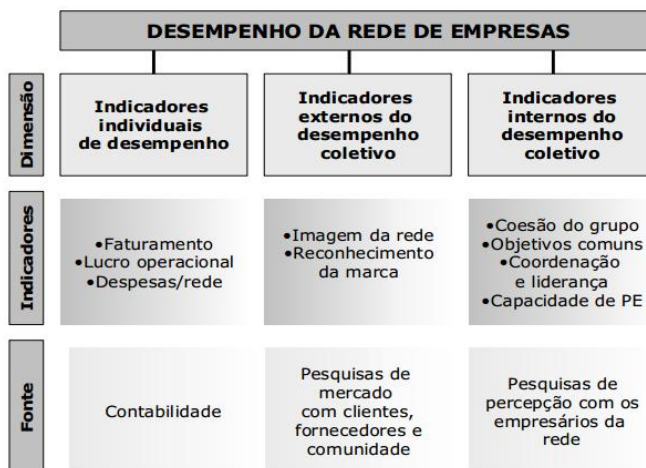 DESEMPENHO DA REDE DE EMPRESAS
Dimensão
Indicadores
individuais
de desempenho
Indicadores
externos do
desempenho
coletivo
Indicadores
internos do
desempenho
coletivo
Indicadores
•Faturamento
•Lucro operacional
•Despesas/rede
•Imagem da rede
•Reconhecimento
da marca
•Coesão do grupo
•Objetivos comuns
•Coordenação
e liderança
•Capacidade de PE
Fonte
Contabilidade
Pesquisas de
mercado
com clientes,
fornecedores e
comunidade
Pesquisas de
percepção com os
empresários da
rede